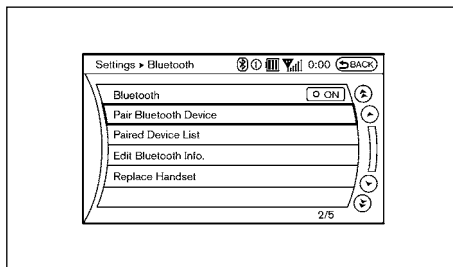 Settings ▸ Bluetooth 0:00 BACK
Bluetooth ON
Pair Bluetooth Device
Paired Device List
Edit Bluetooth Info.
Replace Handset
2/5